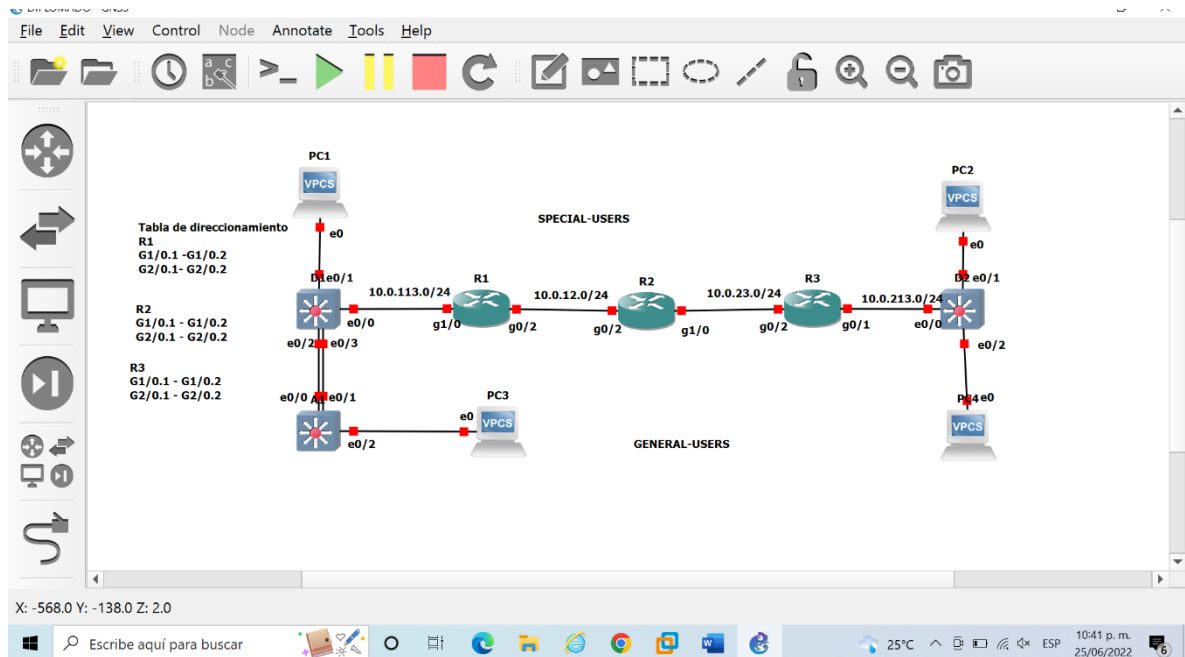 DIPLOMADO - GNS3
File Edit View Control Node Annotate Tools Help
PC1
VPCS
e0
PC2
VPCS
e0
SPECIAL-USERS
Tabla de direccionamiento
R1
G1/0.1 -G1/0.2
G2/0.1- G2/0.2
R2
G1/0.1 - G1/0.2
G2/0.1 - G2/0.2
R3
G1/0.1 - G1/0.2
G2/0.1 - G2/0.2
D1 e0/1
10.0.113.0/24
R1
10.0.12.0/24
R2
10.0.23.0/24
R3
10.0.213.0/24
D2 e0/1
e0/0
g1/0
g0/2
g0/2
g1/0
g0/2
g0/1
e0/0
e0/2
e0/3
e0/2
e0/0
A1
e0/1
PC3
e0
VPCS
e0/2
PC4
e0
VPCS
GENERAL-USERS
X: -568.0 Y: -138.0 Z: 2.0
Escribe aquí para buscar
25°C
ESP
10:41 p. m.
25/06/2022
6